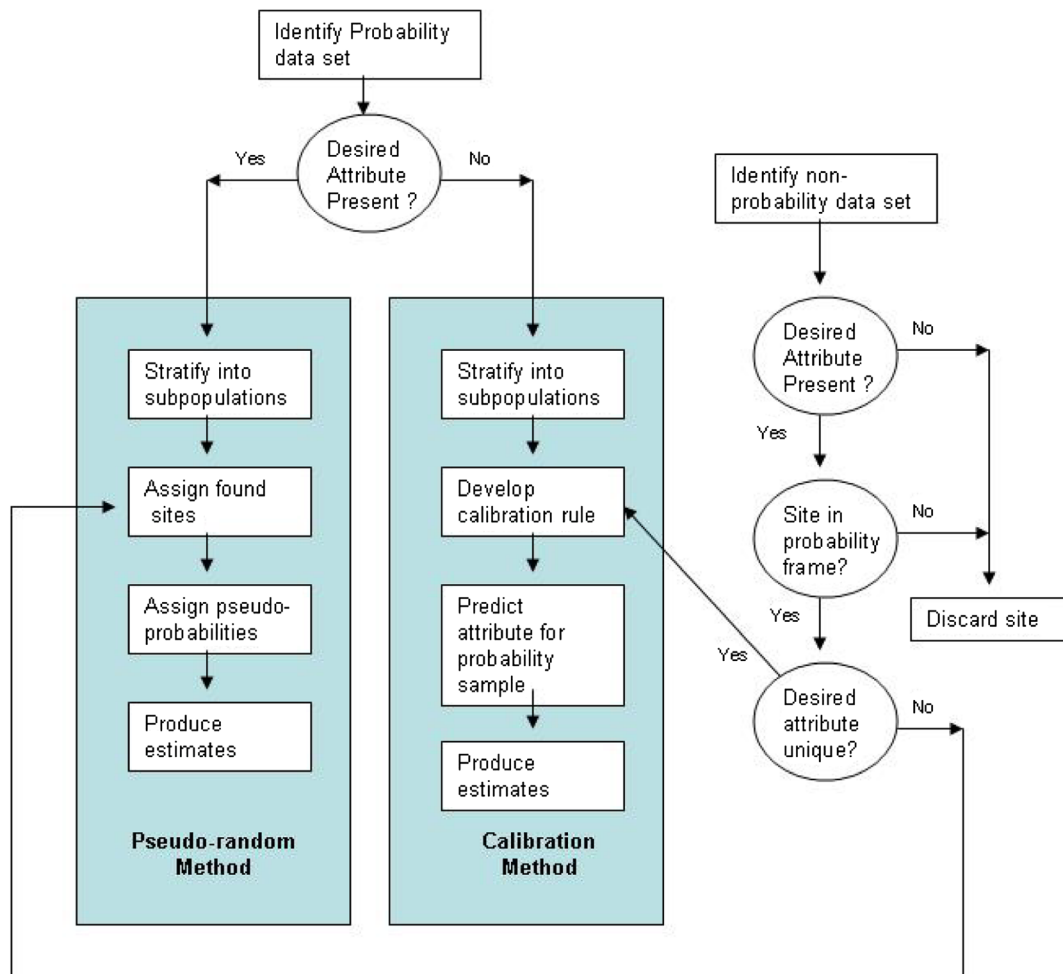 Identify Probability
data set
Desired
Attribute
Present ?
Yes
No
Stratify into
subpopulations
Assign found
sites
Assign pseudo-
probabilities
Produce
estimates
Pseudo-random
Method
Stratify into
subpopulations
Develop
calibration rule
Predict
attribute for
probability
sample
Produce
estimates
Calibration
Method
Identify non-
probability data set
Desired
Attribute
Present ?
No
Yes
Site in
probability
frame?
No
Yes
Discard site
Desired
attribute
unique?
Yes
No